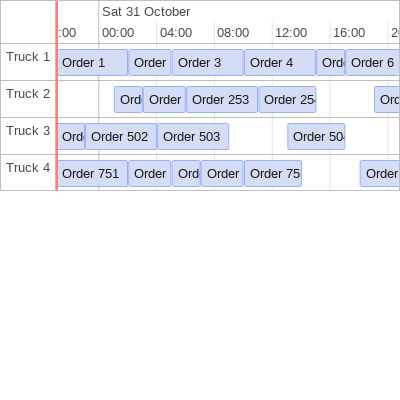 Sat 31 October
:00 00:00 04:00 08:00 12:00 16:00 20
Truck 1 Order 1 Order Order 3 Order 4 Ord Order 6
Truck 2 Ord Order Order 253 Order 254 Ord
Truck 3 Ord Order 502 Order 503 Order 504
Truck 4 Order 751 Order Ord Order Order 75 Order